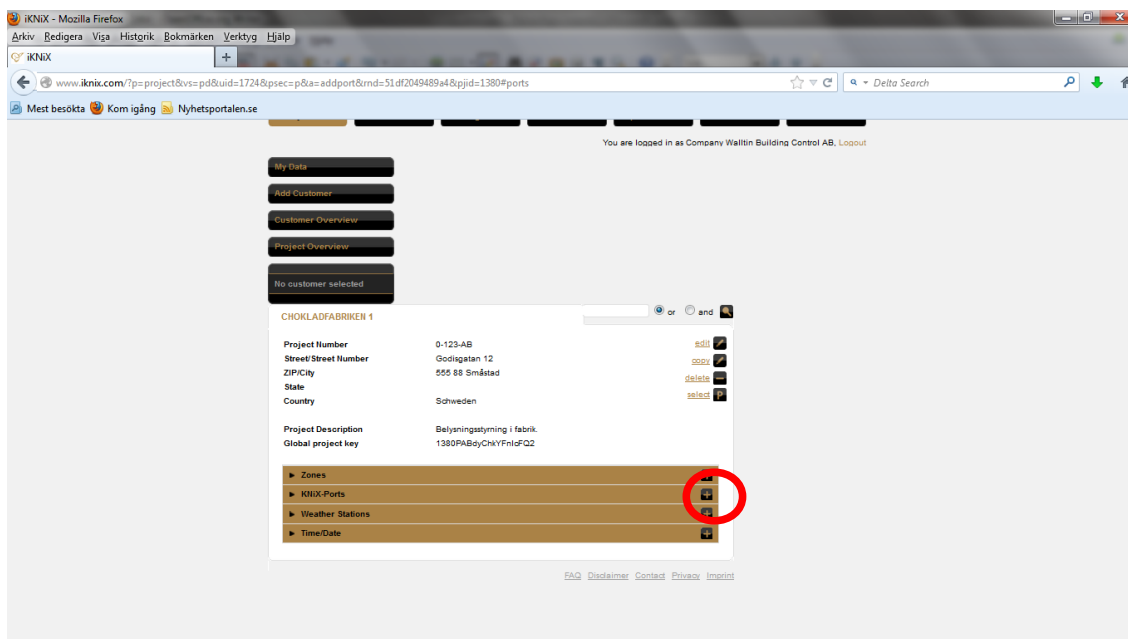 iKNiX - Mozilla Firefox
Arkiv Redigera Visa Historik Bokmärken Verktyg Hjälp
iKNiX
www.iknix.com/?p=project&vs=pd&uid=1724&psec=p&a=addport&rnd=51df2049489a4&pjid=1380#ports
Delta Search
Mest besökta Kom igång Nyhetsportalen.se
You are logged in as Company Walltin Building Control AB, Logout
My Data
Add Customer
Customer Overview
Project Overview
No customer selected
CHOKLADFABRIKEN 1 or and
Project Number 0-123-AB edit
Street/Street Number Godisgatan 12 copy
ZIP/City 555 88 Småstad delete
State
Country Schweden select
Project Description Belysningsstyrning i fabrik.
Global project key
Zones
KNiX-Ports
Weather Stations
Time/Date
FAQ Disclaimer Contact Privacy Imprint